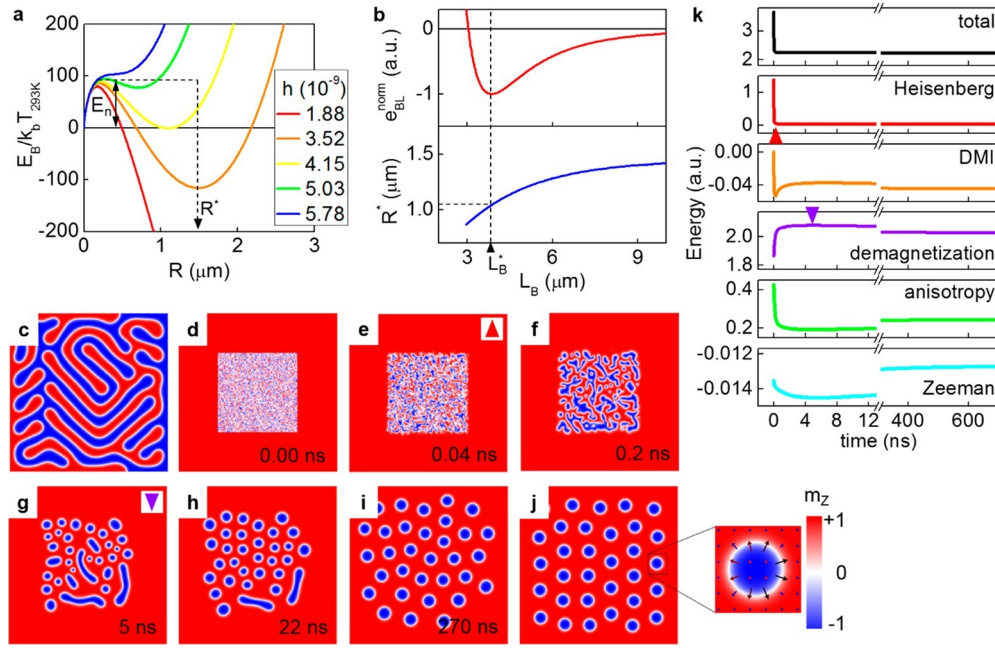 a
200
100
0
-100
-200
E_B/k_bT_293K
E_n
R*
0
1
2
3
R (μm)
h (10^-9)
1.88
3.52
4.15
5.03
5.78
b
0
-1
e_BL^norm (a.u.)
1.5
1.0
R* (μm)
3
L_B*
6
9
L_B (μm)
k
total
3
2
Heisenberg
1
0
DMI
0.00
-0.04
Energy (a.u.)
demagnetization
2.0
1.8
anisotropy
0.4
0.2
Zeeman
-0.012
-0.014
0
4
8
12
400
600
time (ns)
c
d
0.00 ns
e
0.04 ns
f
0.2 ns
g
5 ns
h
22 ns
i
270 ns
j
m_Z
+1
0
-1